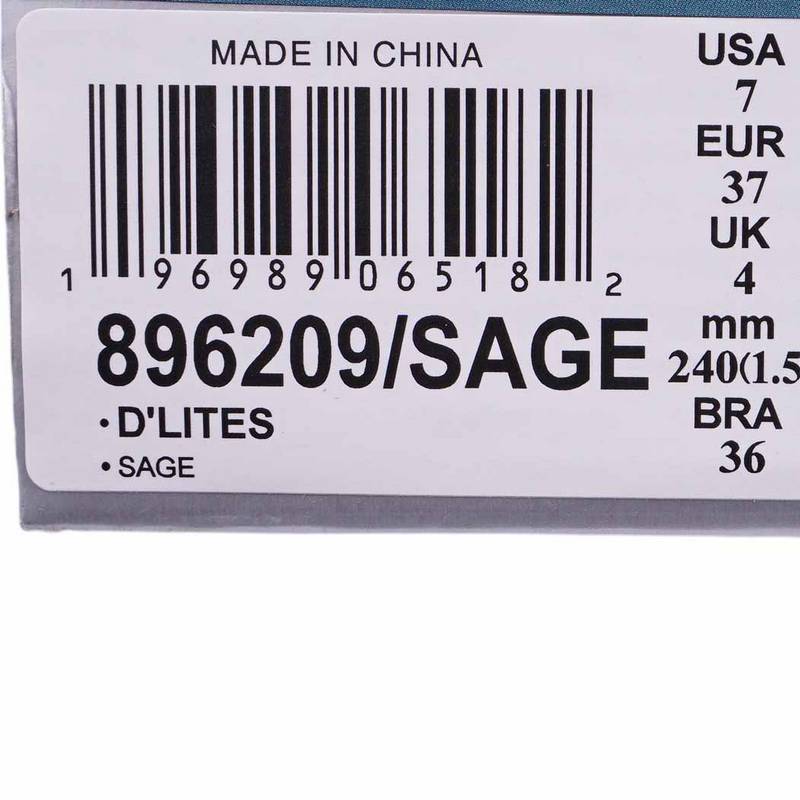 MADE IN CHINA
1 96989 06518 2
896209/SAGE
• D'LITES
• SAGE
USA
7
EUR
37
UK
4
mm
240(1.5
BRA
36